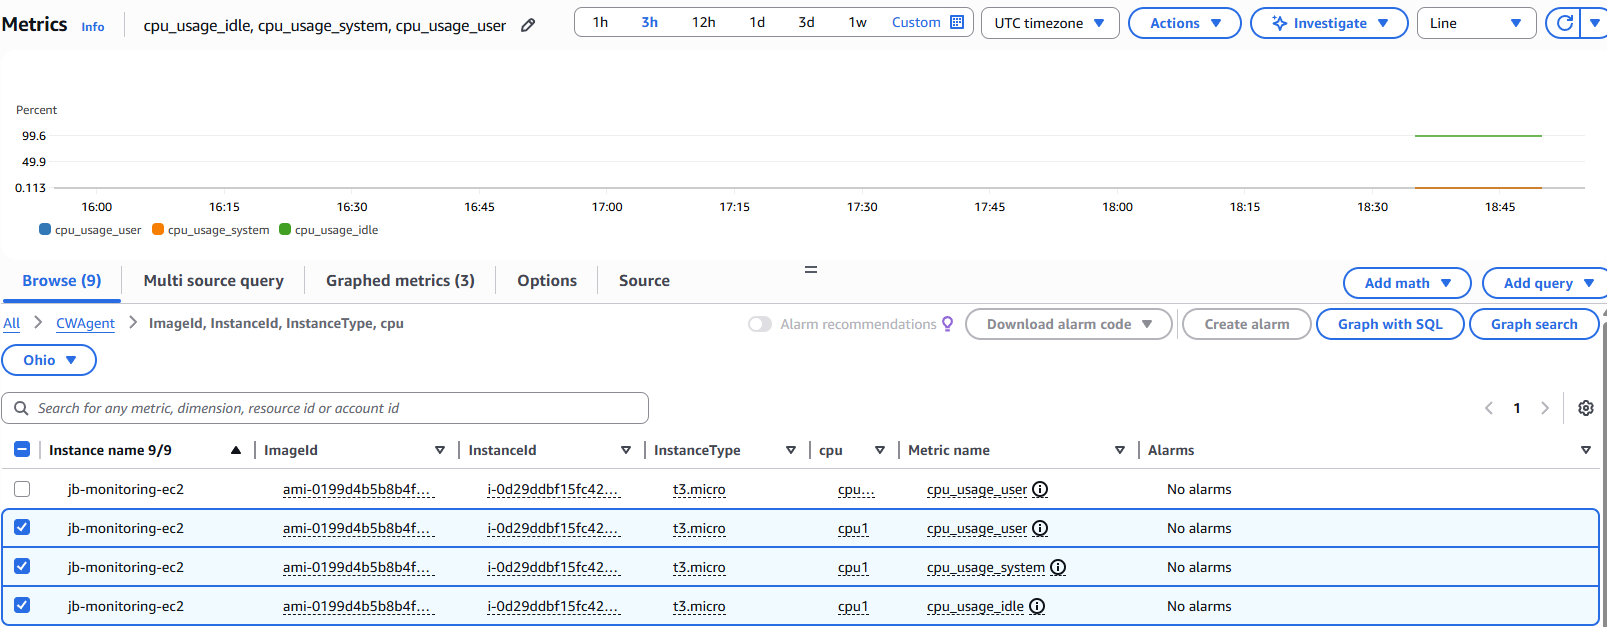 Metrics Info cpu_usage_idle, cpu_usage_system, cpu_usage_user 1h 3h 12h 1d 3d 1w Custom UTC timezone Actions Investigate Line
Percent
99.6
49.9
0.113
16:00 16:15 16:30 16:45 17:00 17:15 17:30 17:45 18:00 18:15 18:30 18:45
cpu_usage_user cpu_usage_system cpu_usage_idle
Browse (9) Multi source query Graphed metrics (3) Options Source Add math Add query
All CWAgent ImageId, InstanceId, InstanceType, cpu Alarm recommendations Download alarm code Create alarm Graph with SQL Graph search
Ohio
Search for any metric, dimension, resource id or account id 1
Instance name 9/9 ImageId InstanceId InstanceType cpu Metric name Alarms
jb-monitoring-ec2 ami-0199d4b5b8b4f... i-0d29ddbf15fc42... t3.micro cpu... cpu_usage_user No alarms
jb-monitoring-ec2 ami-0199d4b5b8b4f... i-0d29ddbf15fc42... t3.micro cpu1 cpu_usage_user No alarms
jb-monitoring-ec2 ami-0199d4b5b8b4f... i-0d29ddbf15fc42... t3.micro cpu1 cpu_usage_system No alarms
jb-monitoring-ec2 ami-0199d4b5b8b4f... i-0d29ddbf15fc42... t3.micro cpu1 cpu_usage_idle No alarms